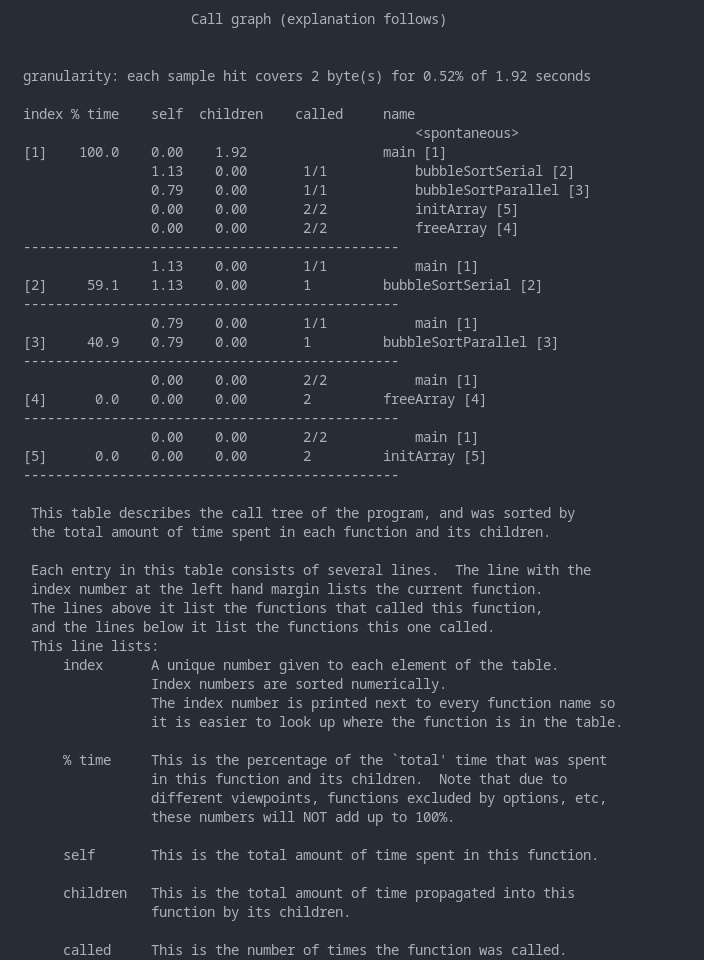 Call graph (explanation follows)
granularity: each sample hit covers 2 byte(s) for 0.52% of 1.92 seconds
index % time    self  children    called     name
                                                 <spontaneous>
[1]    100.0    0.00    1.92                 main [1]
                1.13    0.00       1/1           bubbleSortSerial [2]
                0.79    0.00       1/1           bubbleSortParallel [3]
                0.00    0.00       2/2           initArray [5]
                0.00    0.00       2/2           freeArray [4]
-----------------------------------------------
                1.13    0.00       1/1           main [1]
[2]     59.1    1.13    0.00       1         bubbleSortSerial [2]
-----------------------------------------------
                0.79    0.00       1/1           main [1]
[3]     40.9    0.79    0.00       1         bubbleSortParallel [3]
-----------------------------------------------
                0.00    0.00       2/2           main [1]
[4]      0.0    0.00    0.00       2         freeArray [4]
-----------------------------------------------
                0.00    0.00       2/2           main [1]
[5]      0.0    0.00    0.00       2         initArray [5]
-----------------------------------------------
This table describes the call tree of the program, and was sorted by
the total amount of time spent in each function and its children.
Each entry in this table consists of several lines.  The line with the
index number at the left hand margin lists the current function.
The lines above it list the functions that called this function,
and the lines below it list the functions this one called.
This line lists:
index      A unique number given to each element of the table.
Index numbers are sorted numerically.
The index number is printed next to every function name so
it is easier to look up where the function is in the table.
% time     This is the percentage of the `total' time that was spent
in this function and its children.  Note that due to
different viewpoints, functions excluded by options, etc,
these numbers will NOT add up to 100%.
self       This is the total amount of time spent in this function.
children   This is the total amount of time propagated into this
function by its children.
called     This is the number of times the function was called.